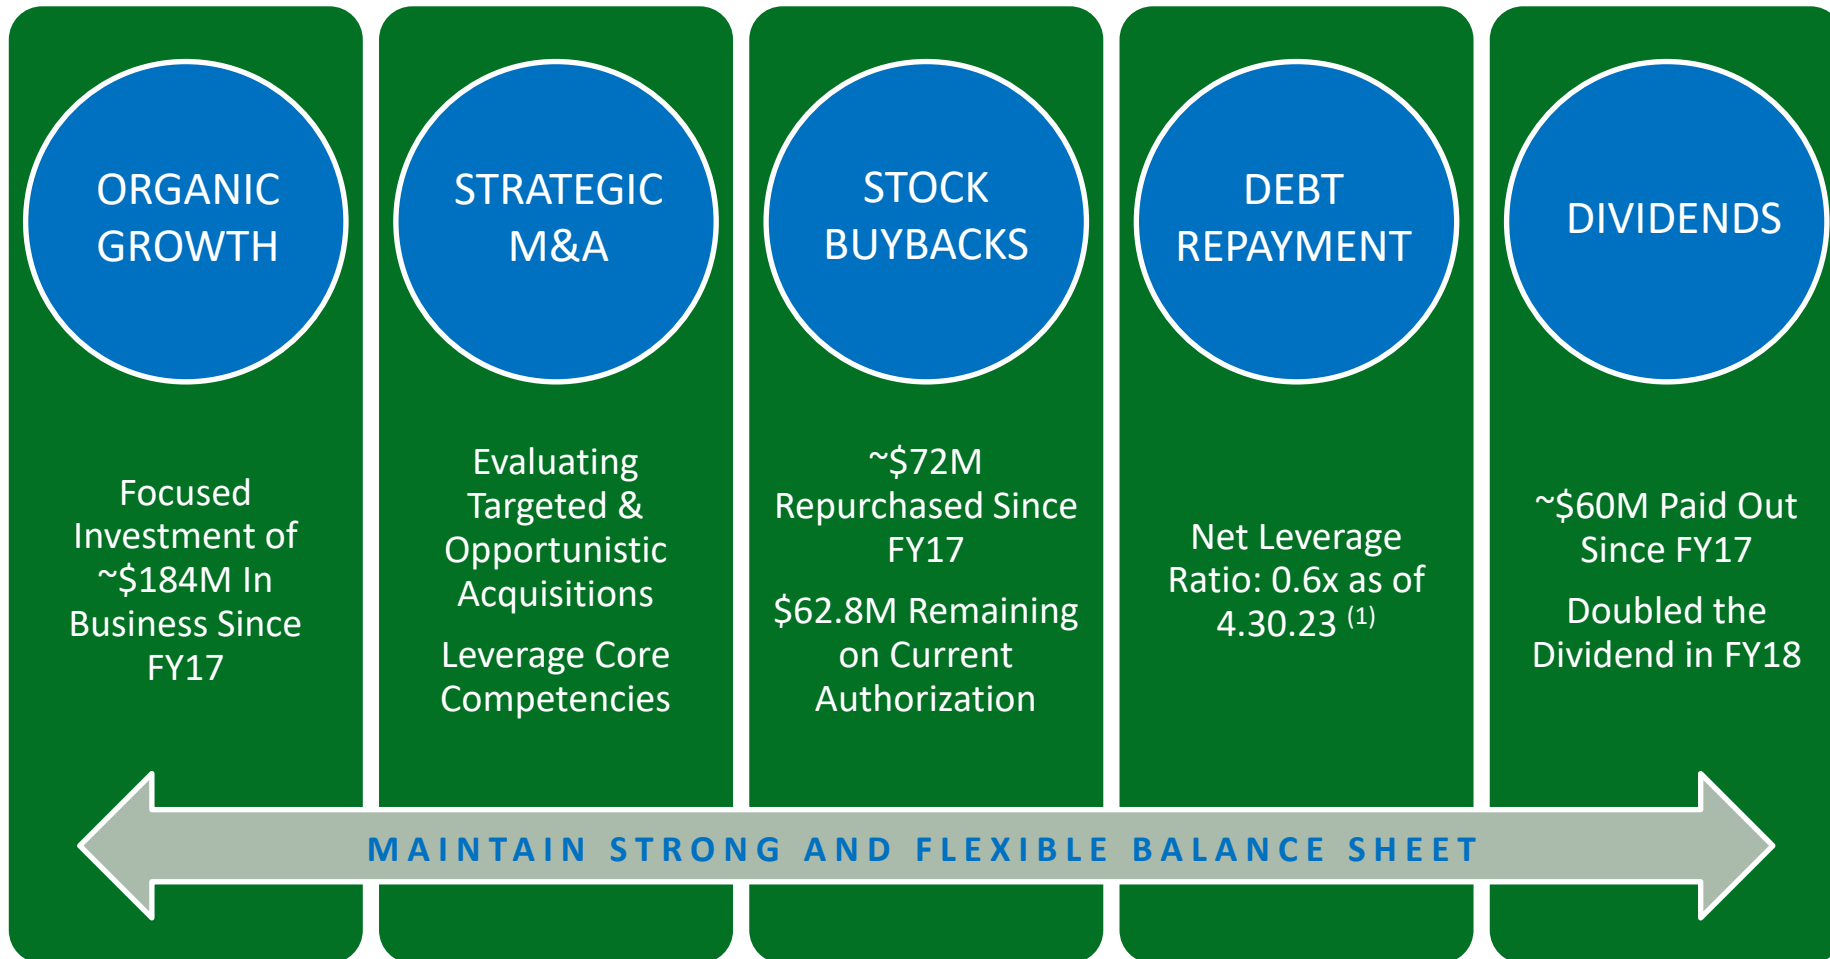 ORGANIC
GROWTH
Focused
Investment of
~$184M In
Business Since
FY17
STRATEGIC
M&A
Evaluating
Targeted &
Opportunistic
Acquisitions
Leverage Core
Competencies
STOCK
BUYBACKS
~$72M
Repurchased Since
FY17
$62.8M Remaining
on Current
Authorization
DEBT
REPAYMENT
Net Leverage
Ratio: 0.6x as of
4.30.23 (1)
DIVIDENDS
~$60M Paid Out
Since FY17
Doubled the
Dividend in FY18
MAINTAIN STRONG AND FLEXIBLE BALANCE SHEET